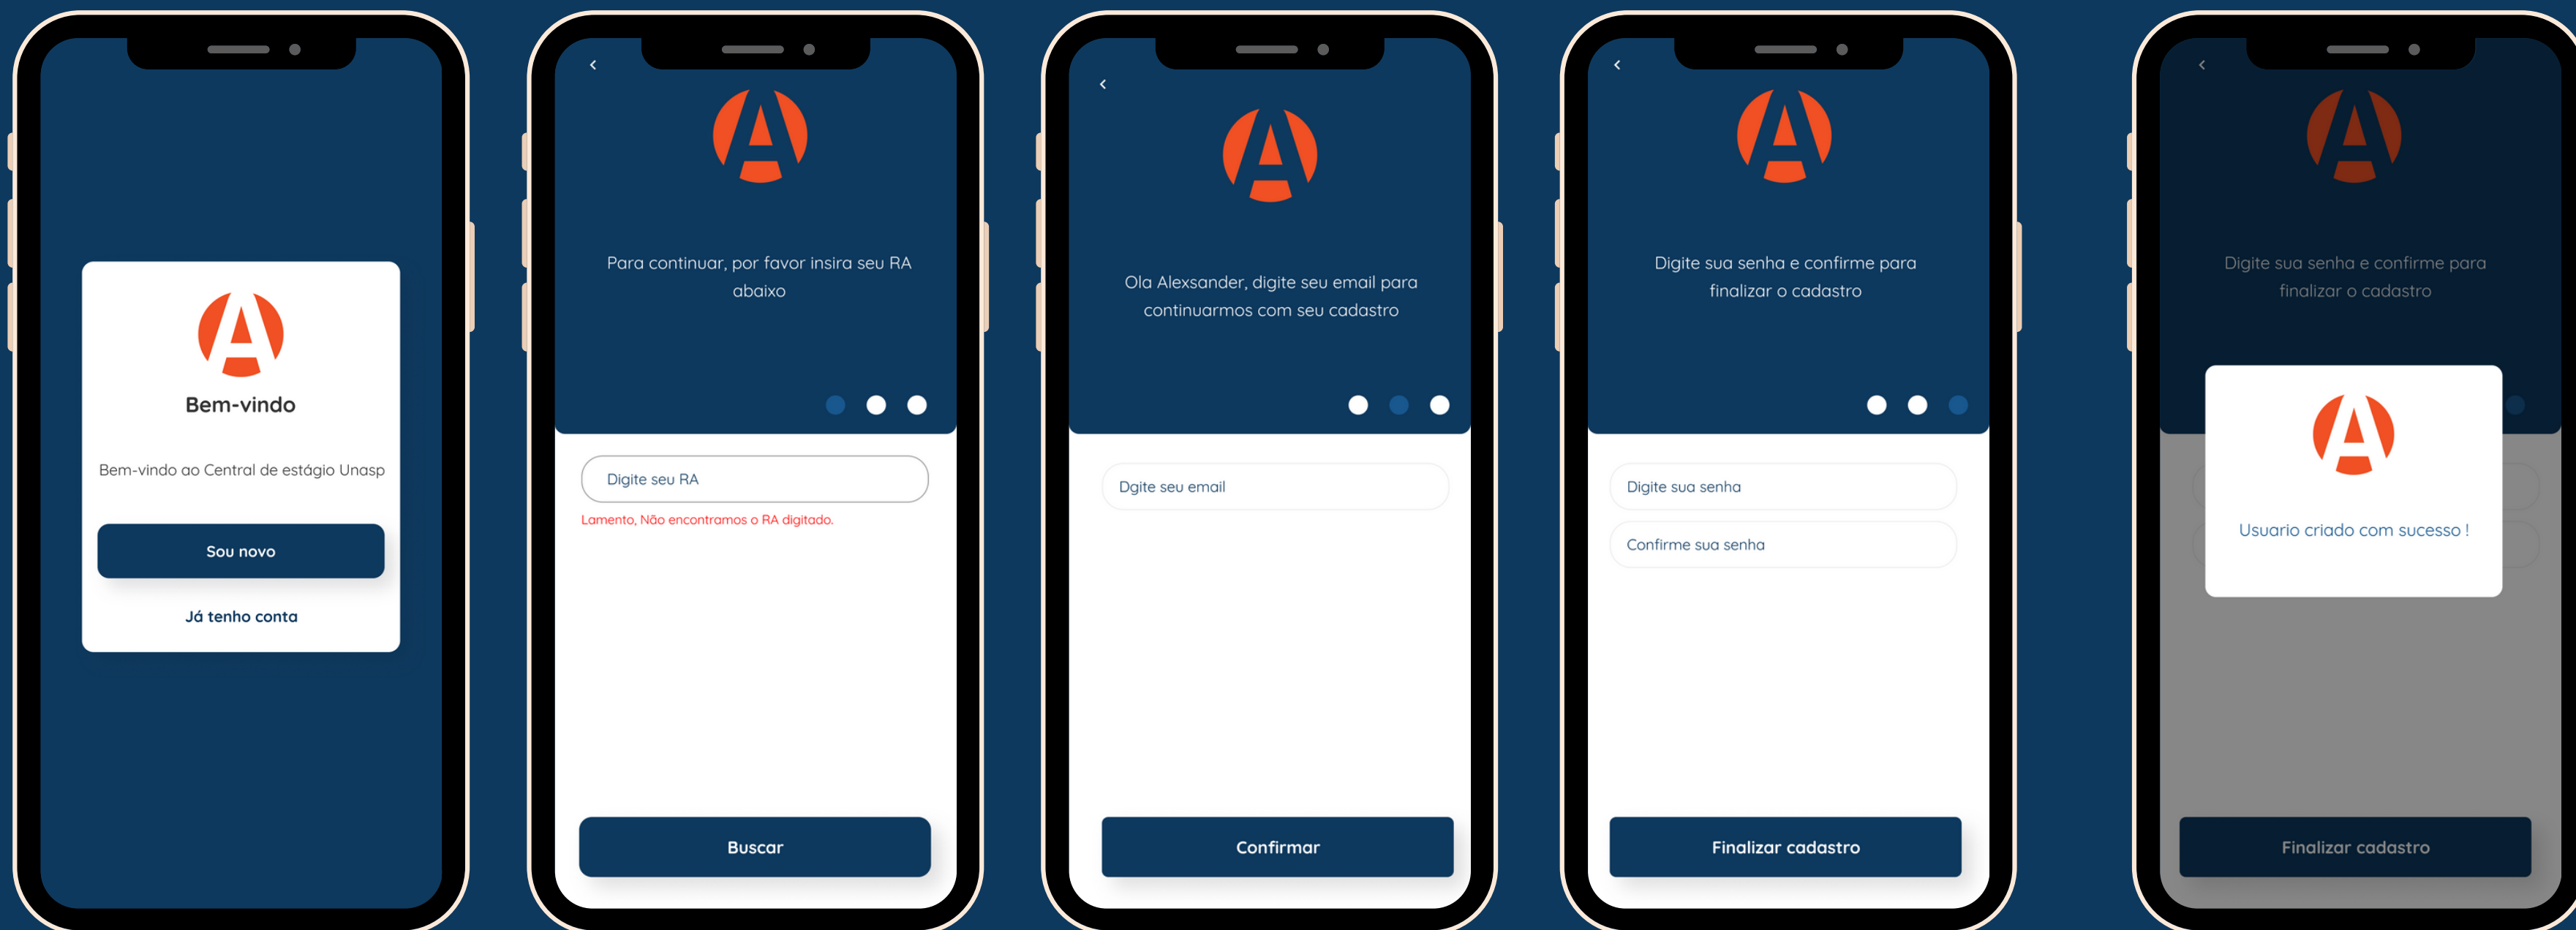 Bem-vindo
Bem-vindo ao Central de estágio Unasp
Sou novo
Já tenho conta
Para continuar, por favor insira seu RA
abaixo
Digite seu RA
Lamento, Não encontramos o RA digitado.
Buscar
Ola Alexsander, digite seu email para
continuarmos com seu cadastro
Dgite seu email
Confirmar
Digite sua senha e confirme para
finalizar o cadastro
Digite sua senha
Confirme sua senha
Finalizar cadastro
Digite sua senha e confirme para
finalizar o cadastro
Usuario criado com sucesso !
Finalizar cadastro